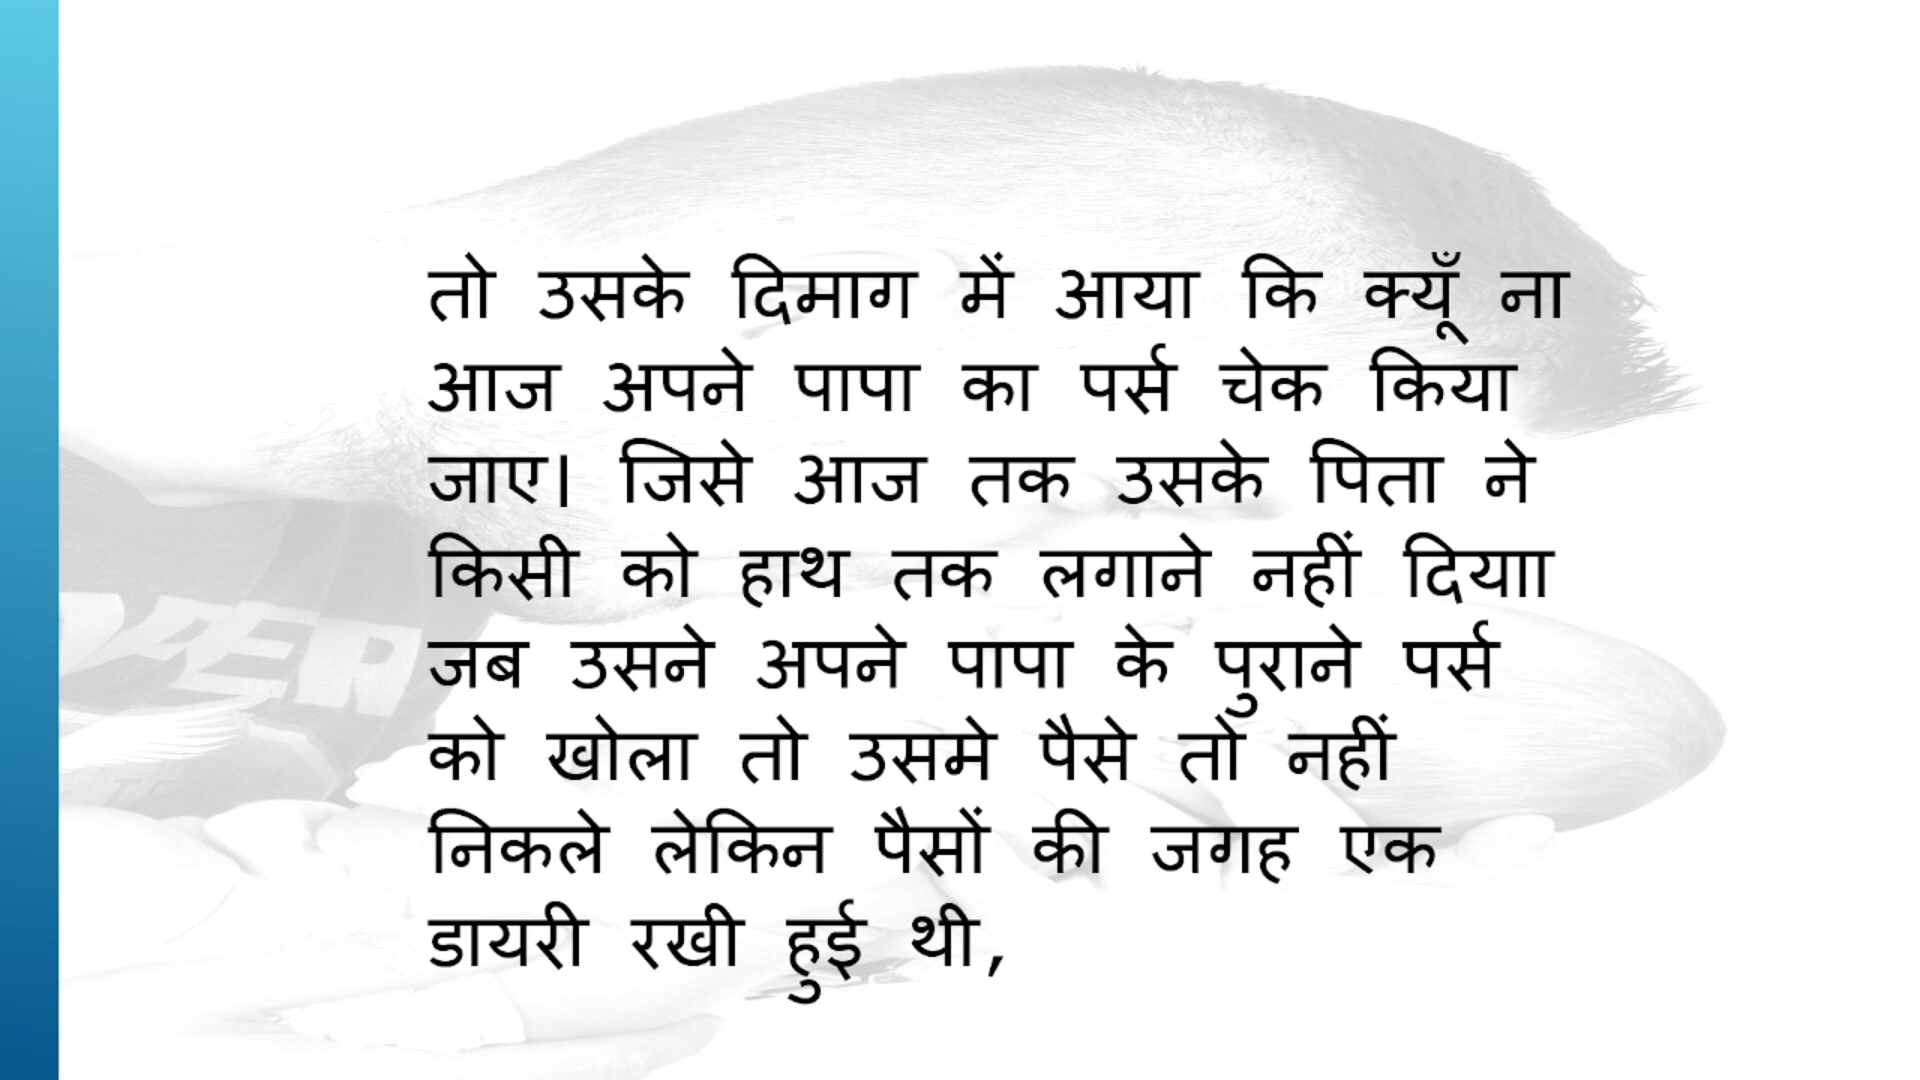 तो उसके दिमाग में आया कि क्यूँ ना
आज अपने पापा का पर्स चेक किया
जाए। जिसे आज तक उसके पिता ने
किसी को हाथ तक लगाने नहीं दियाा
जब उसने अपने पापा के पुराने पर्स
को खोला तो उसमे पैसे तो नहीं
निकले लेकिन पैसों की जगह एक
डायरी रखी हुई थी,